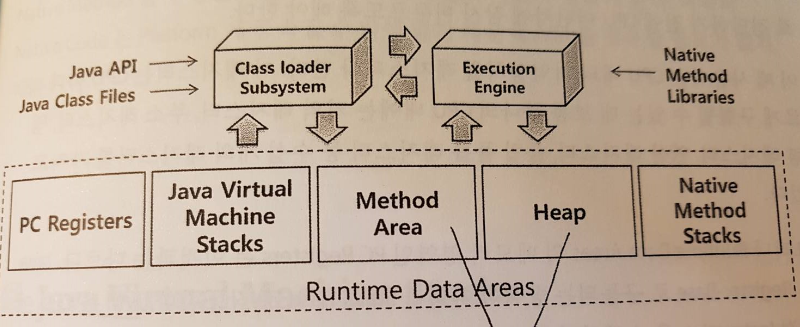 Java API
Java Class Files
Class loader
Subsystem
Execution
Engine
Native
Method
Libraries
PC Registers
Java Virtual
Machine
Stacks
Method
Area
Heap
Native
Method
Stacks
Runtime Data Areas